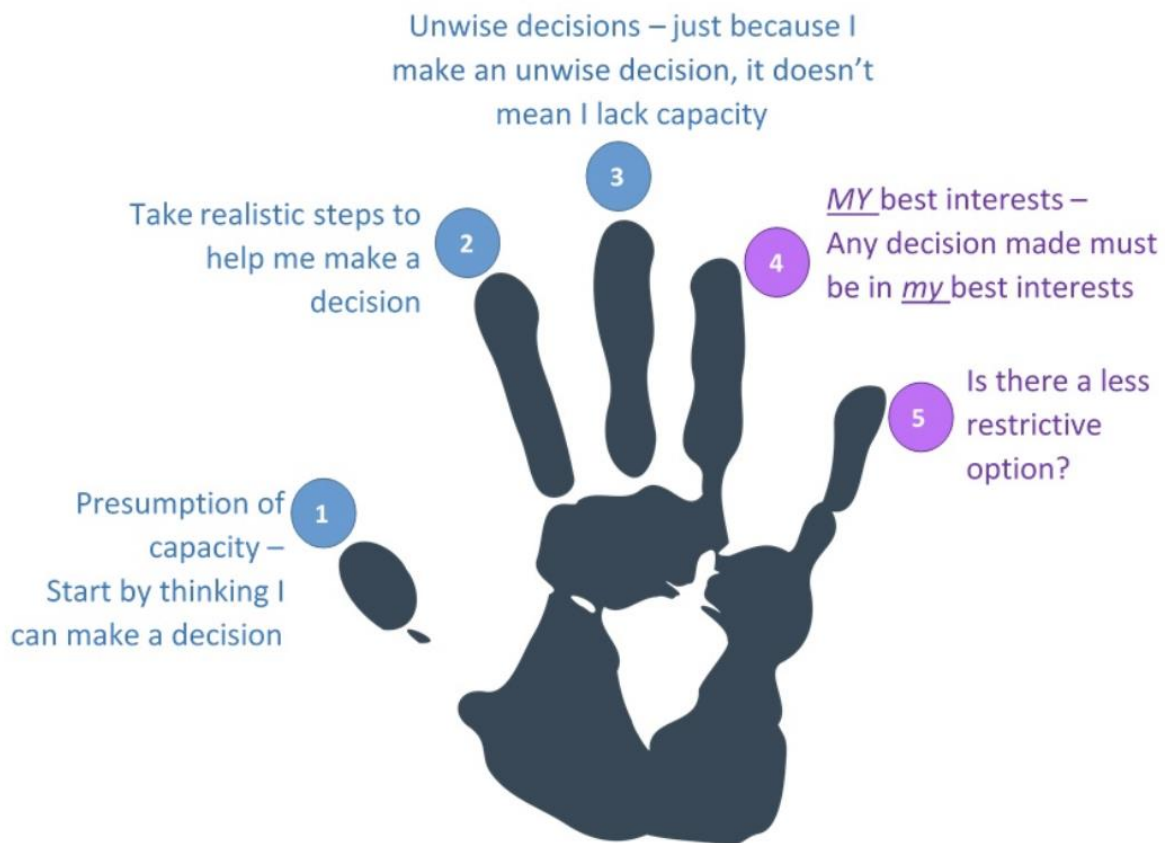 Unwise decisions – just because I
make an unwise decision, it doesn't
mean I lack capacity
3
Take realistic steps to
help me make a
decision
2
MY best interests –
Any decision made must
be in my best interests
4
Is there a less
restrictive
option?
5
Presumption of
capacity –
Start by thinking I
can make a decision
1